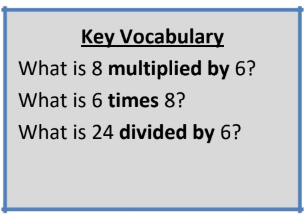 Key Vocabulary
What is 8 multiplied by 6?
What is 6 times 8?
What is 24 divided by 6?